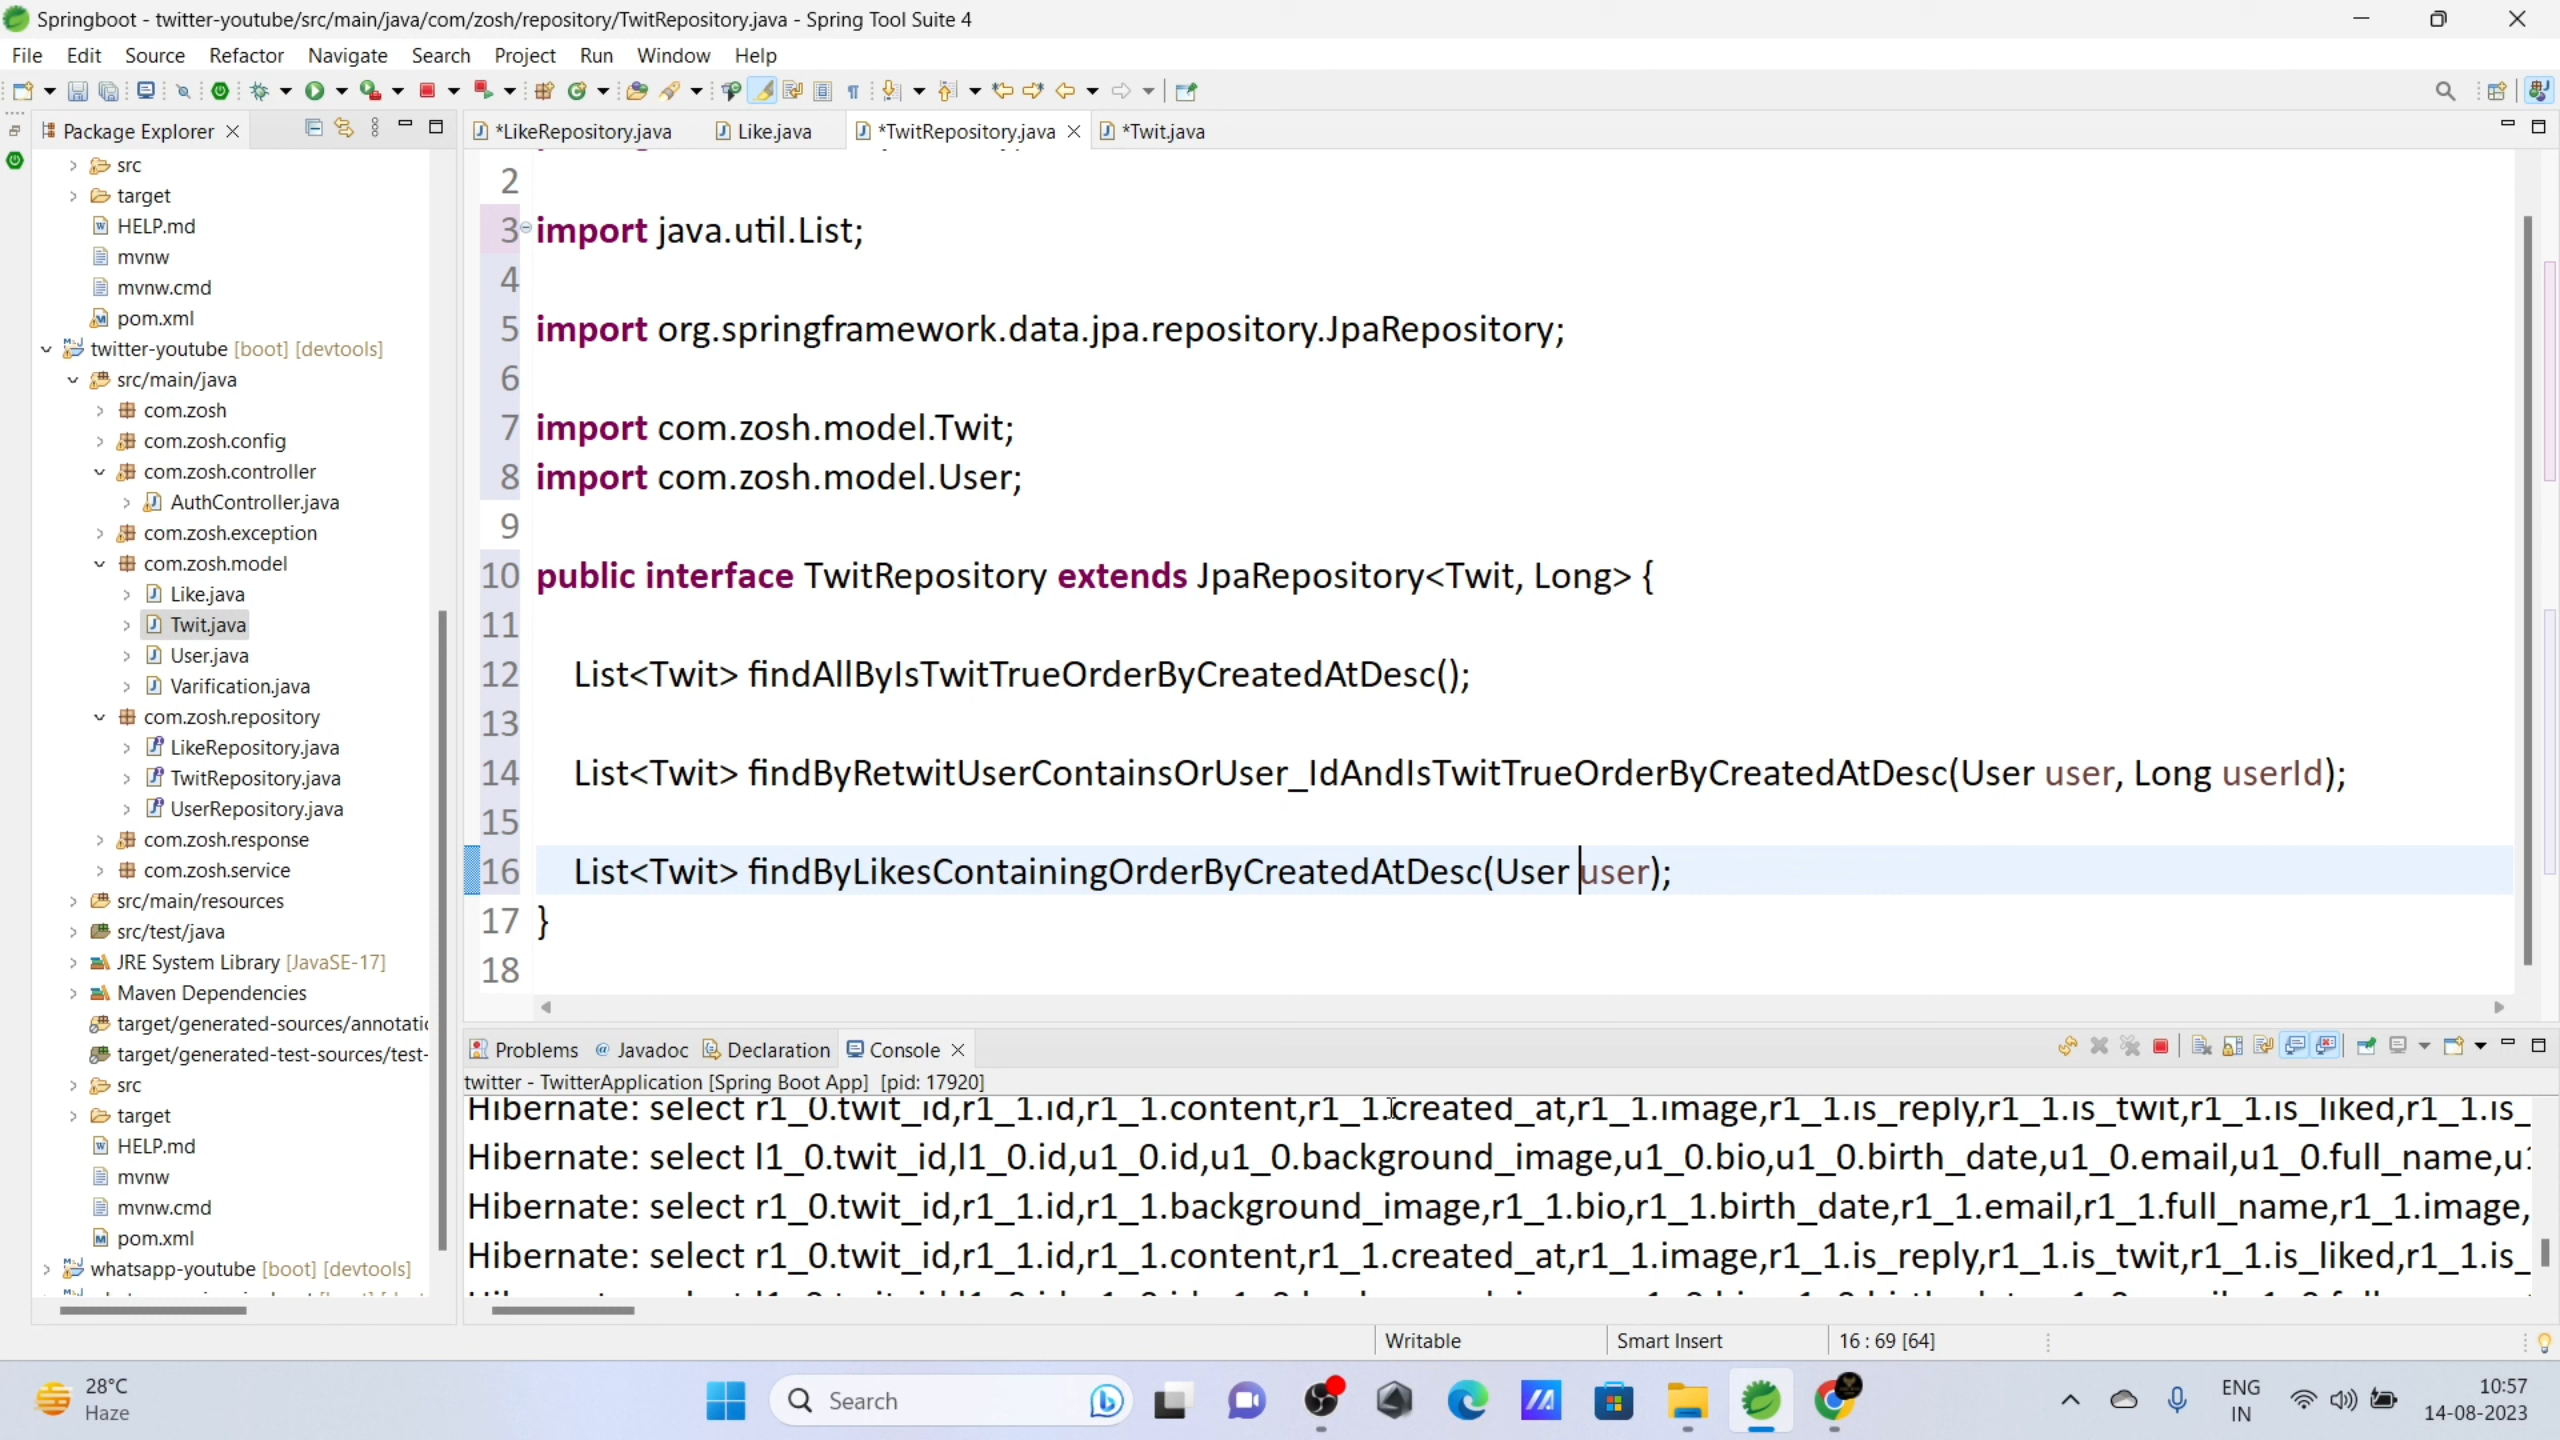 Springboot - twitter-youtube/src/main/java/com/zosh/repository/TwitRepository.java - Spring Tool Suite 4
File Edit Source Refactor Navigate Search Project Run Window Help
Package Explorer
src
target
HELP.md
mvnw
mvnw.cmd
pom.xml
twitter-youtube [boot] [devtools]
src/main/java
com.zosh
com.zosh.config
com.zosh.controller
AuthController.java
com.zosh.exception
com.zosh.model
Like.java
Twit.java
User.java
Varification.java
com.zosh.repository
LikeRepository.java
TwitRepository.java
UserRepository.java
com.zosh.response
com.zosh.service
src/main/resources
src/test/java
JRE System Library [JavaSE-17]
Maven Dependencies
target/generated-sources/annotatic
target/generated-test-sources/test-
src
target
HELP.md
mvnw
mvnw.cmd
pom.xml
whatsapp-youtube [boot] [devtools]
*LikeRepository.java Like.java *TwitRepository.java *Twit.java
2
3 import java.util.List;
4
5 import org.springframework.data.jpa.repository.JpaRepository;
6
7 import com.zosh.model.Twit;
8 import com.zosh.model.User;
9
10 public interface TwitRepository extends JpaRepository<Twit, Long> {
11
12 List<Twit> findAllByIsTwitTrueOrderByCreatedAtDesc();
13
14 List<Twit> findByRetwitUserContainsOrUser_IdAndIsTwitTrueOrderByCreatedAtDesc(User user, Long userId);
15
16 List<Twit> findByLikesContainingOrderByCreatedAtDesc(User user);
17 }
18
Problems Javadoc Declaration Console
twitter - TwitterApplication [Spring Boot App] [pid: 17920]
Hibernate: select r1_0.twit_id,r1_1.id,r1_1.content,r1_1.created_at,r1_1.image,r1_1.is_reply,r1_1.is_twit,r1_1.is_liked,r1_1.is_
Hibernate: select l1_0.twit_id,l1_0.id,u1_0.id,u1_0.background_image,u1_0.bio,u1_0.birth_date,u1_0.email,u1_0.full_name,u1
Hibernate: select r1_0.twit_id,r1_1.id,r1_1.background_image,r1_1.bio,r1_1.birth_date,r1_1.email,r1_1.full_name,r1_1.image,
Hibernate: select r1_0.twit_id,r1_1.id,r1_1.content,r1_1.created_at,r1_1.image,r1_1.is_reply,r1_1.is_twit,r1_1.is_liked,r1_1.is_
Writable Smart Insert 16 : 69 [64]
28°C
Haze
Search
ENG
IN
10:57
14-08-2023